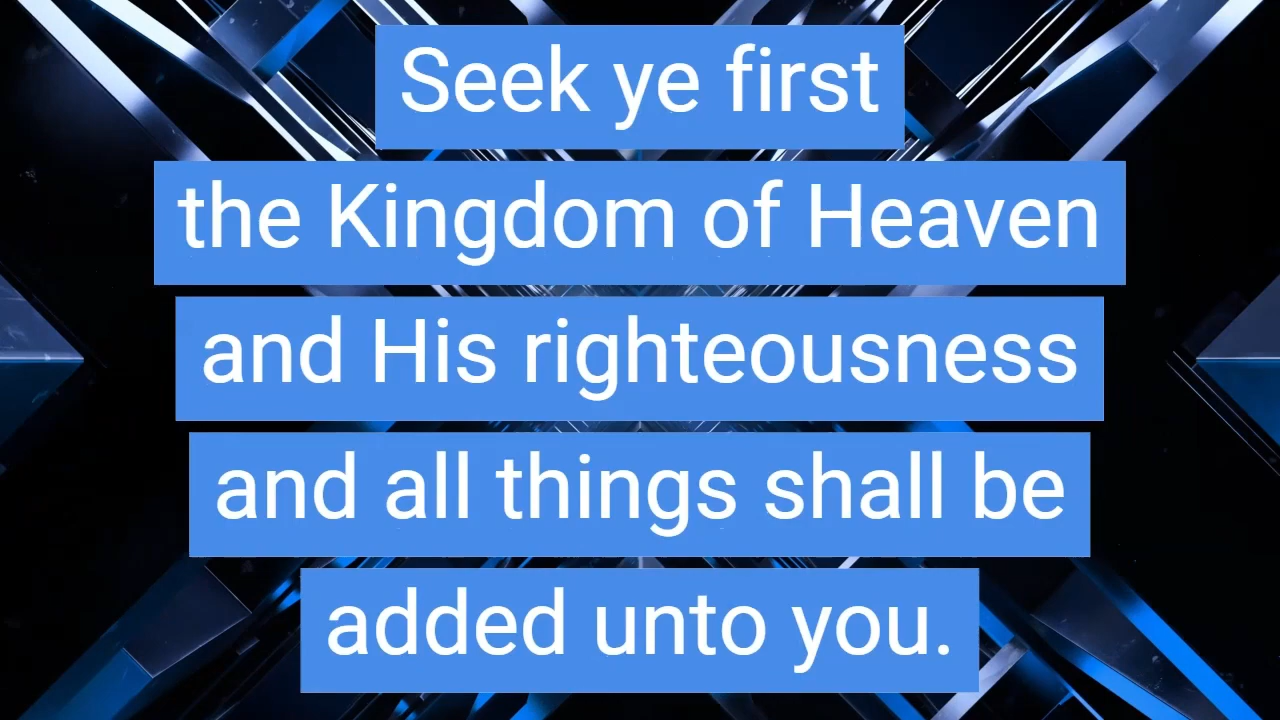 Seek ye first
the Kingdom of Heaven
and His righteousness
and all things shall be
added unto you.